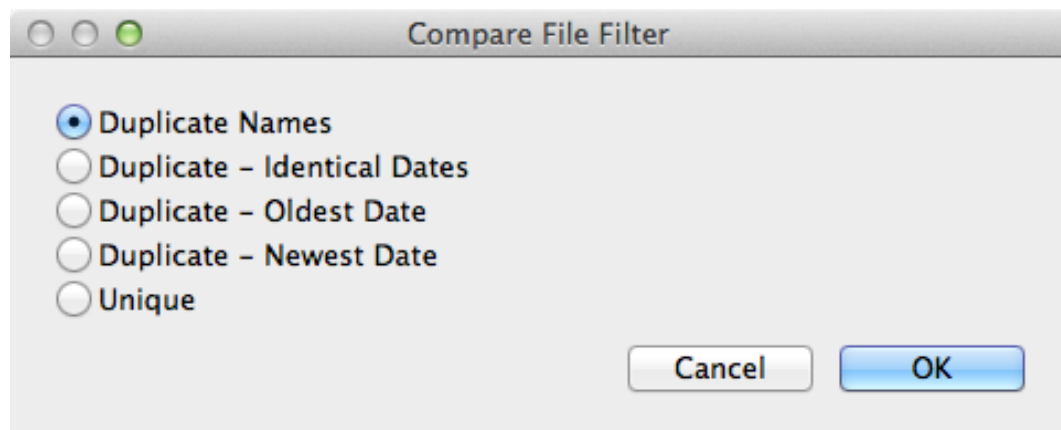 Compare File Filter
Duplicate Names
Duplicate – Identical Dates
Duplicate – Oldest Date
Duplicate – Newest Date
Unique
Cancel OK